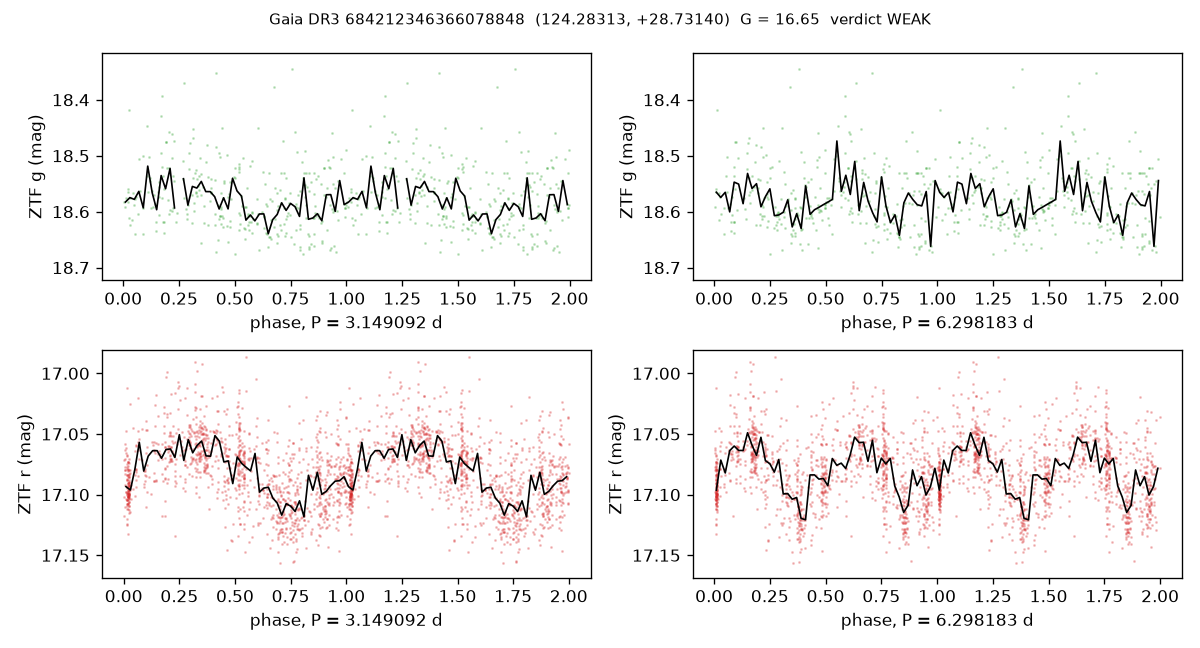 Gaia DR3 684212346366078848  (124.28313, +28.73140)  G = 16.65  verdict WEAK
ZTF g (mag)
18.4
18.5
18.6
18.7
0.00 0.25 0.50 0.75 1.00 1.25 1.50 1.75 2.00
phase, P = 3.149092 d
ZTF g (mag)
18.4
18.5
18.6
18.7
0.00 0.25 0.50 0.75 1.00 1.25 1.50 1.75 2.00
phase, P = 6.298183 d
ZTF r (mag)
17.00
17.05
17.10
17.15
0.00 0.25 0.50 0.75 1.00 1.25 1.50 1.75 2.00
phase, P = 3.149092 d
ZTF r (mag)
17.00
17.05
17.10
17.15
0.00 0.25 0.50 0.75 1.00 1.25 1.50 1.75 2.00
phase, P = 6.298183 d